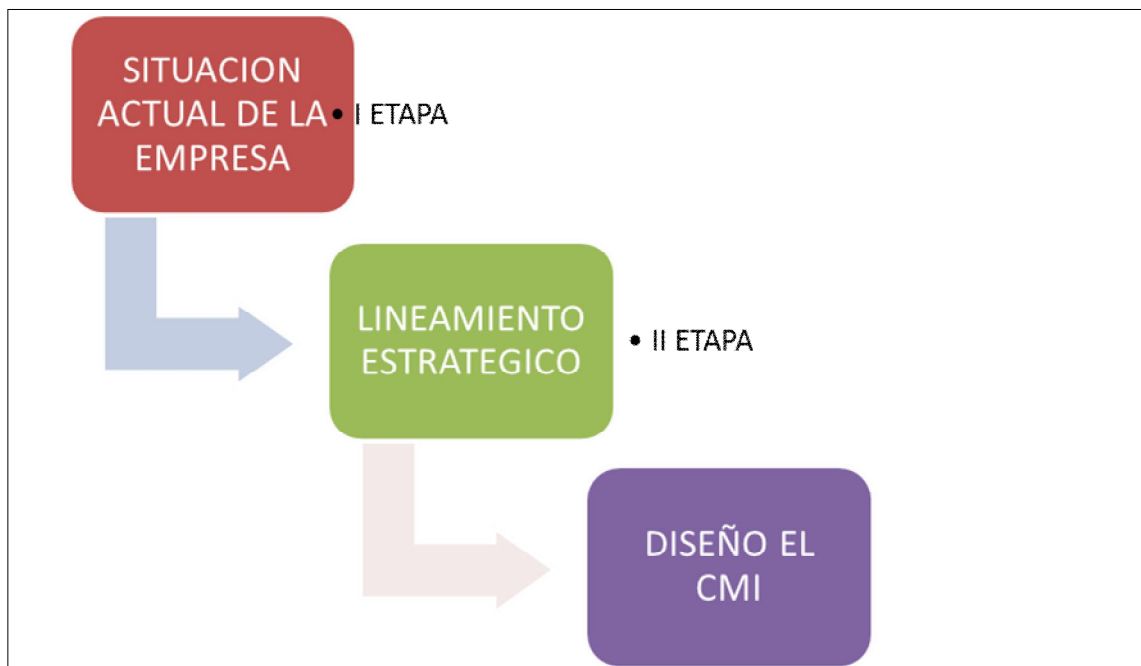 SITUACION
ACTUAL DE LA
EMPRESA
• I ETAPA
LINEAMIENTO
ESTRATEGICO
• II ETAPA
DISEÑO EL
CMI